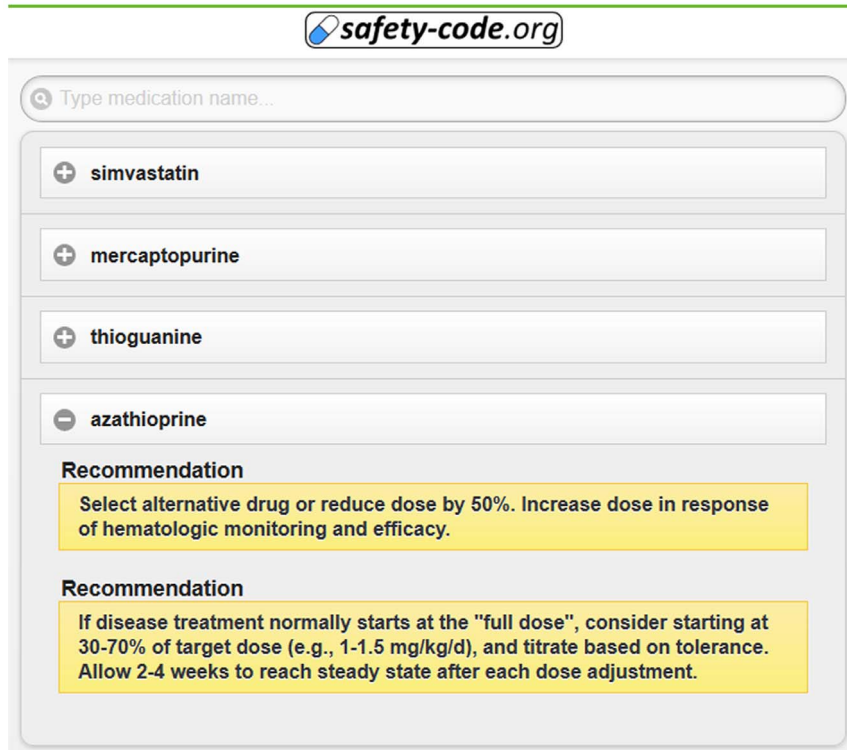 safety-code.org
Type medication name...
simvastatin
mercaptopurine
thioguanine
azathioprine
Recommendation
Select alternative drug or reduce dose by 50%. Increase dose in response
of hematologic monitoring and efficacy.
Recommendation
If disease treatment normally starts at the "full dose", consider starting at
30-70% of target dose (e.g., 1-1.5 mg/kg/d), and titrate based on tolerance.
Allow 2-4 weeks to reach steady state after each dose adjustment.